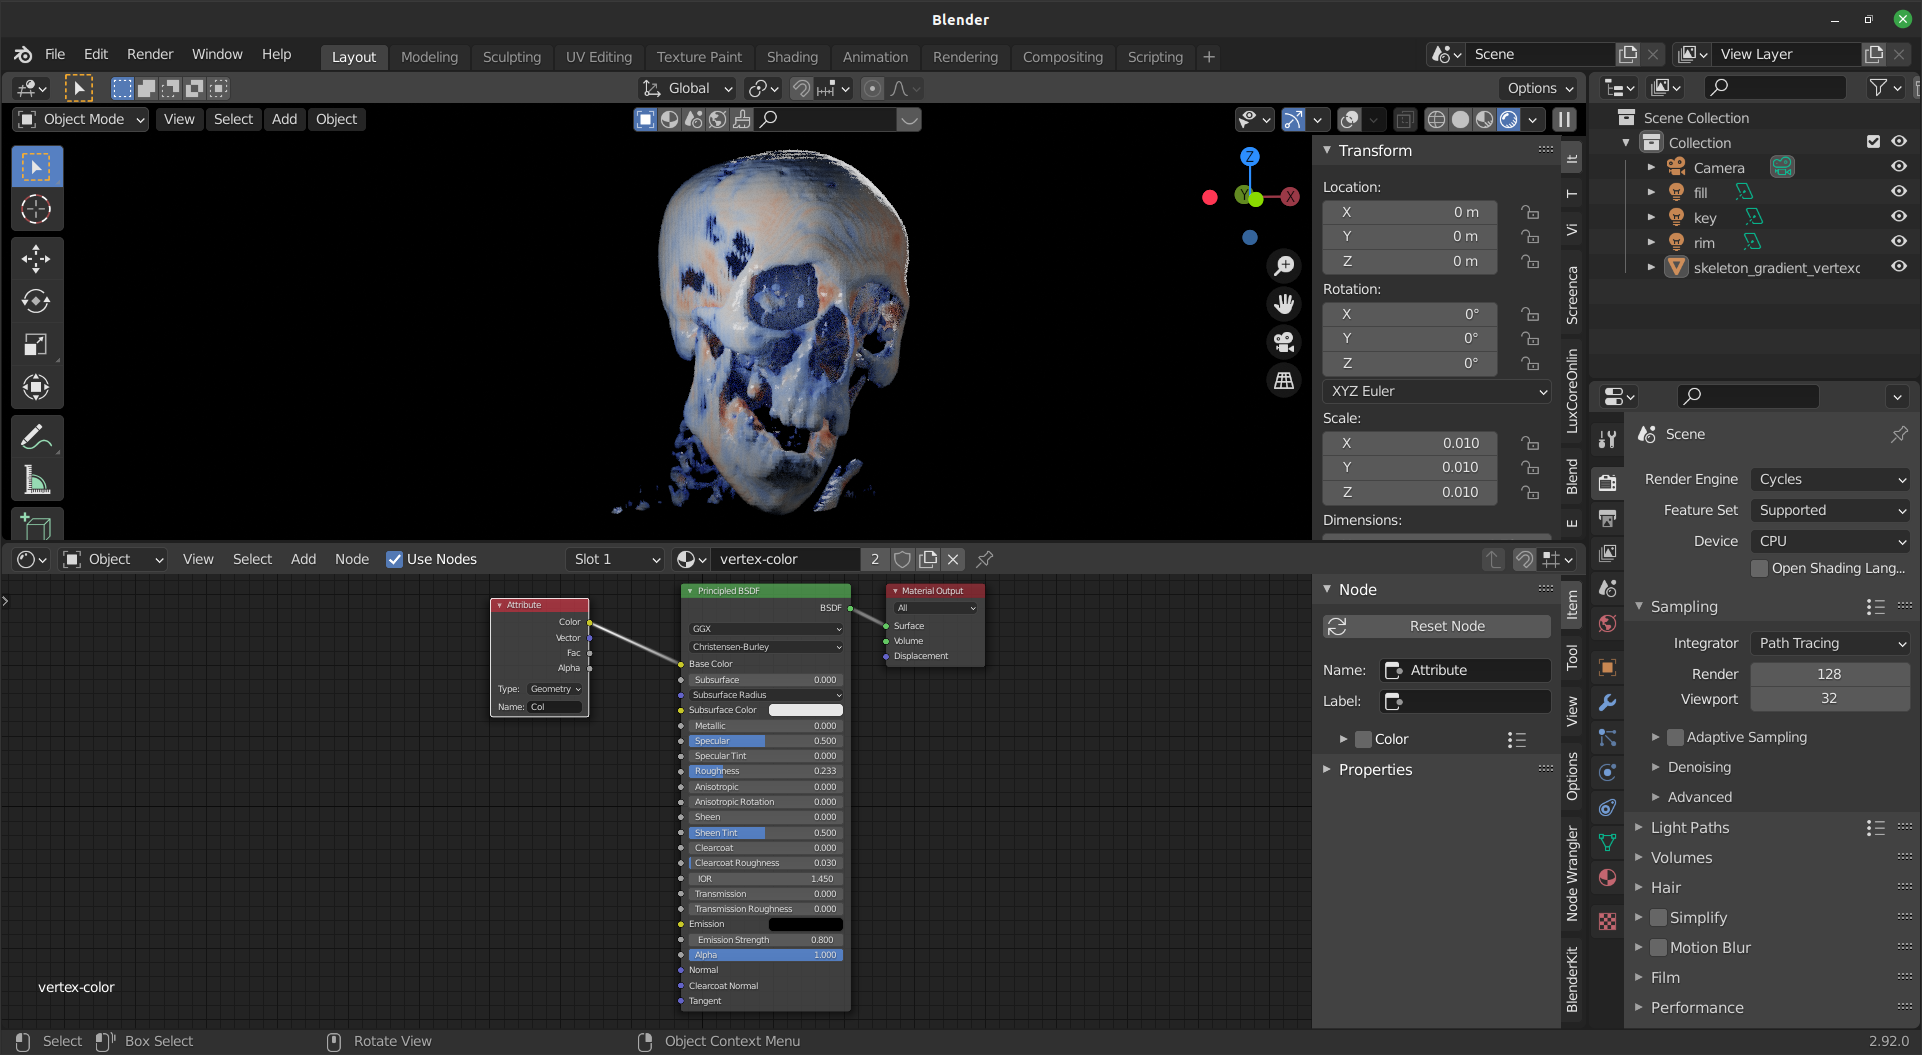 Blender
File Edit Render Window Help Layout Modeling Sculpting UV Editing Texture Paint Shading Animation Rendering Compositing Scripting + Scene View Layer
Global Options
Object Mode View Select Add Object
Z
Y
X
Transform
Location:
X 0 m
Y 0 m
Z 0 m
Rotation:
X 0°
Y 0°
Z 0°
XYZ Euler
Scale:
X 0.010
Y 0.010
Z 0.010
Dimensions:
It
T
Vi
Screenca
LuxCoreOnlin
Blend
E
Scene Collection
Collection
Camera
fill
key
rim
skeleton_gradient_vertexc
Object View Select Add Node Use Nodes Slot 1 vertex-color 2
Attribute
Color
Vector
Fac
Alpha
Type: Geometry
Name: Col
Principled BSDF
BSDF
GGX
Christensen-Burley
Base Color
Subsurface 0.000
Subsurface Radius
Subsurface Color
Metallic 0.000
Specular 0.500
Specular Tint 0.000
Roughness 0.233
Anisotropic 0.000
Anisotropic Rotation 0.000
Sheen 0.000
Sheen Tint 0.500
Clearcoat 0.000
Clearcoat Roughness 0.030
IOR 1.450
Transmission 0.000
Transmission Roughness 0.000
Emission
Emission Strength 0.800
Alpha 1.000
Normal
Clearcoat Normal
Tangent
Material Output
All
Surface
Volume
Displacement
vertex-color
Node
Reset Node
Name: Attribute
Label:
Color
Properties
Item
Tool
View
Options
Node Wrangler
BlenderKit
Scene
Render Engine Cycles
Feature Set Supported
Device CPU
Open Shading Lang...
Sampling
Integrator Path Tracing
Render 128
Viewport 32
Adaptive Sampling
Denoising
Advanced
Light Paths
Volumes
Hair
Simplify
Motion Blur
Film
Performance
Select Box Select Rotate View Object Context Menu 2.92.0